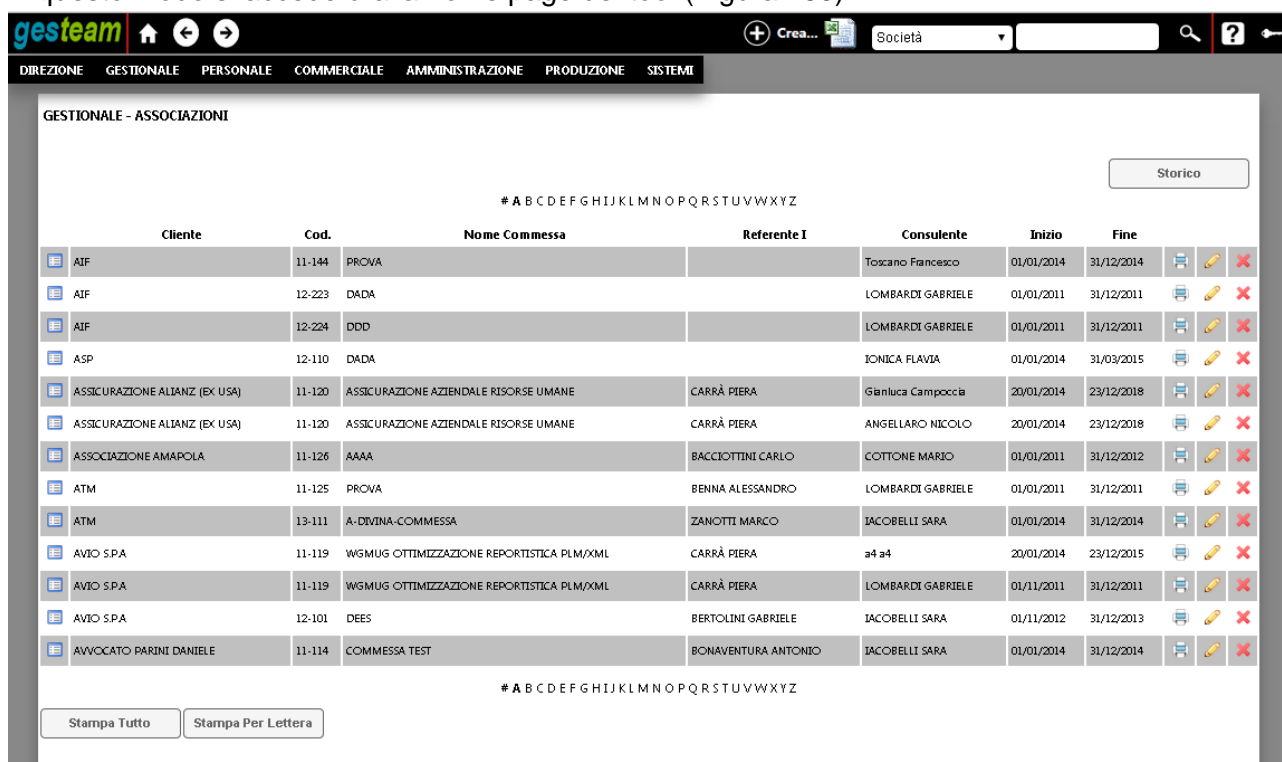 gesteam Crea... Società ?
DIREZIONE GESTIONALE PERSONALE COMMERCIALE AMMINISTRAZIONE PRODUZIONE SISTEMI
GESTIONALE - ASSOCIAZIONI
Storico
# A B C D E F G H I J K L M N O P Q R S T U V W X Y Z
Cliente Cod. Nome Commessa Referente I Consulente Inizio Fine
AIF 11-144 PROVA Toscano Francesco 01/01/2014 31/12/2014
AIF 12-223 DADA LOMBARDI GABRIELE 01/01/2011 31/12/2011
AIF 12-224 DDD LOMBARDI GABRIELE 01/01/2011 31/12/2011
ASP 12-110 DADA IONICA FLAVIA 01/01/2014 31/03/2015
ASSICURAZIONE ALIANZ (EX USA) 11-120 ASSICURAZIONE AZIENDALE RISORSE UMANE CARRÀ PIERA Gianluca Campoccia 20/01/2014 23/12/2018
ASSICURAZIONE ALIANZ (EX USA) 11-120 ASSICURAZIONE AZIENDALE RISORSE UMANE CARRÀ PIERA ANGELLARO NICOLO 20/01/2014 23/12/2018
ASSOCIAZIONE AMAPOLA 11-126 AAAA BACCIOTTINI CARLO COTTONE MARIO 01/01/2011 31/12/2012
ATM 11-125 PROVA BENNA ALESSANDRO LOMBARDI GABRIELE 01/01/2011 31/12/2011
ATM 13-111 A-DIVINA-COMMESSA ZANOTTI MARCO IACOBELLI SARA 01/01/2014 31/12/2014
AVIO S.P.A 11-119 WGMUG OTTIMIZZAZIONE REPORTISTICA PLM/XML CARRÀ PIERA a4 a4 20/01/2014 23/12/2015
AVIO S.P.A 11-119 WGMUG OTTIMIZZAZIONE REPORTISTICA PLM/XML CARRÀ PIERA LOMBARDI GABRIELE 01/11/2011 31/12/2011
AVIO S.P.A 12-101 DEES BERTOLINI GABRIELE IACOBELLI SARA 01/11/2012 31/12/2013
AVVOCATO PARINI DANIELE 11-114 COMMESSA TEST BONAVENTURA ANTONIO IACOBELLI SARA 01/01/2014 31/12/2014
# A B C D E F G H I J K L M N O P Q R S T U V W X Y Z
Stampa Tutto Stampa Per Lettera